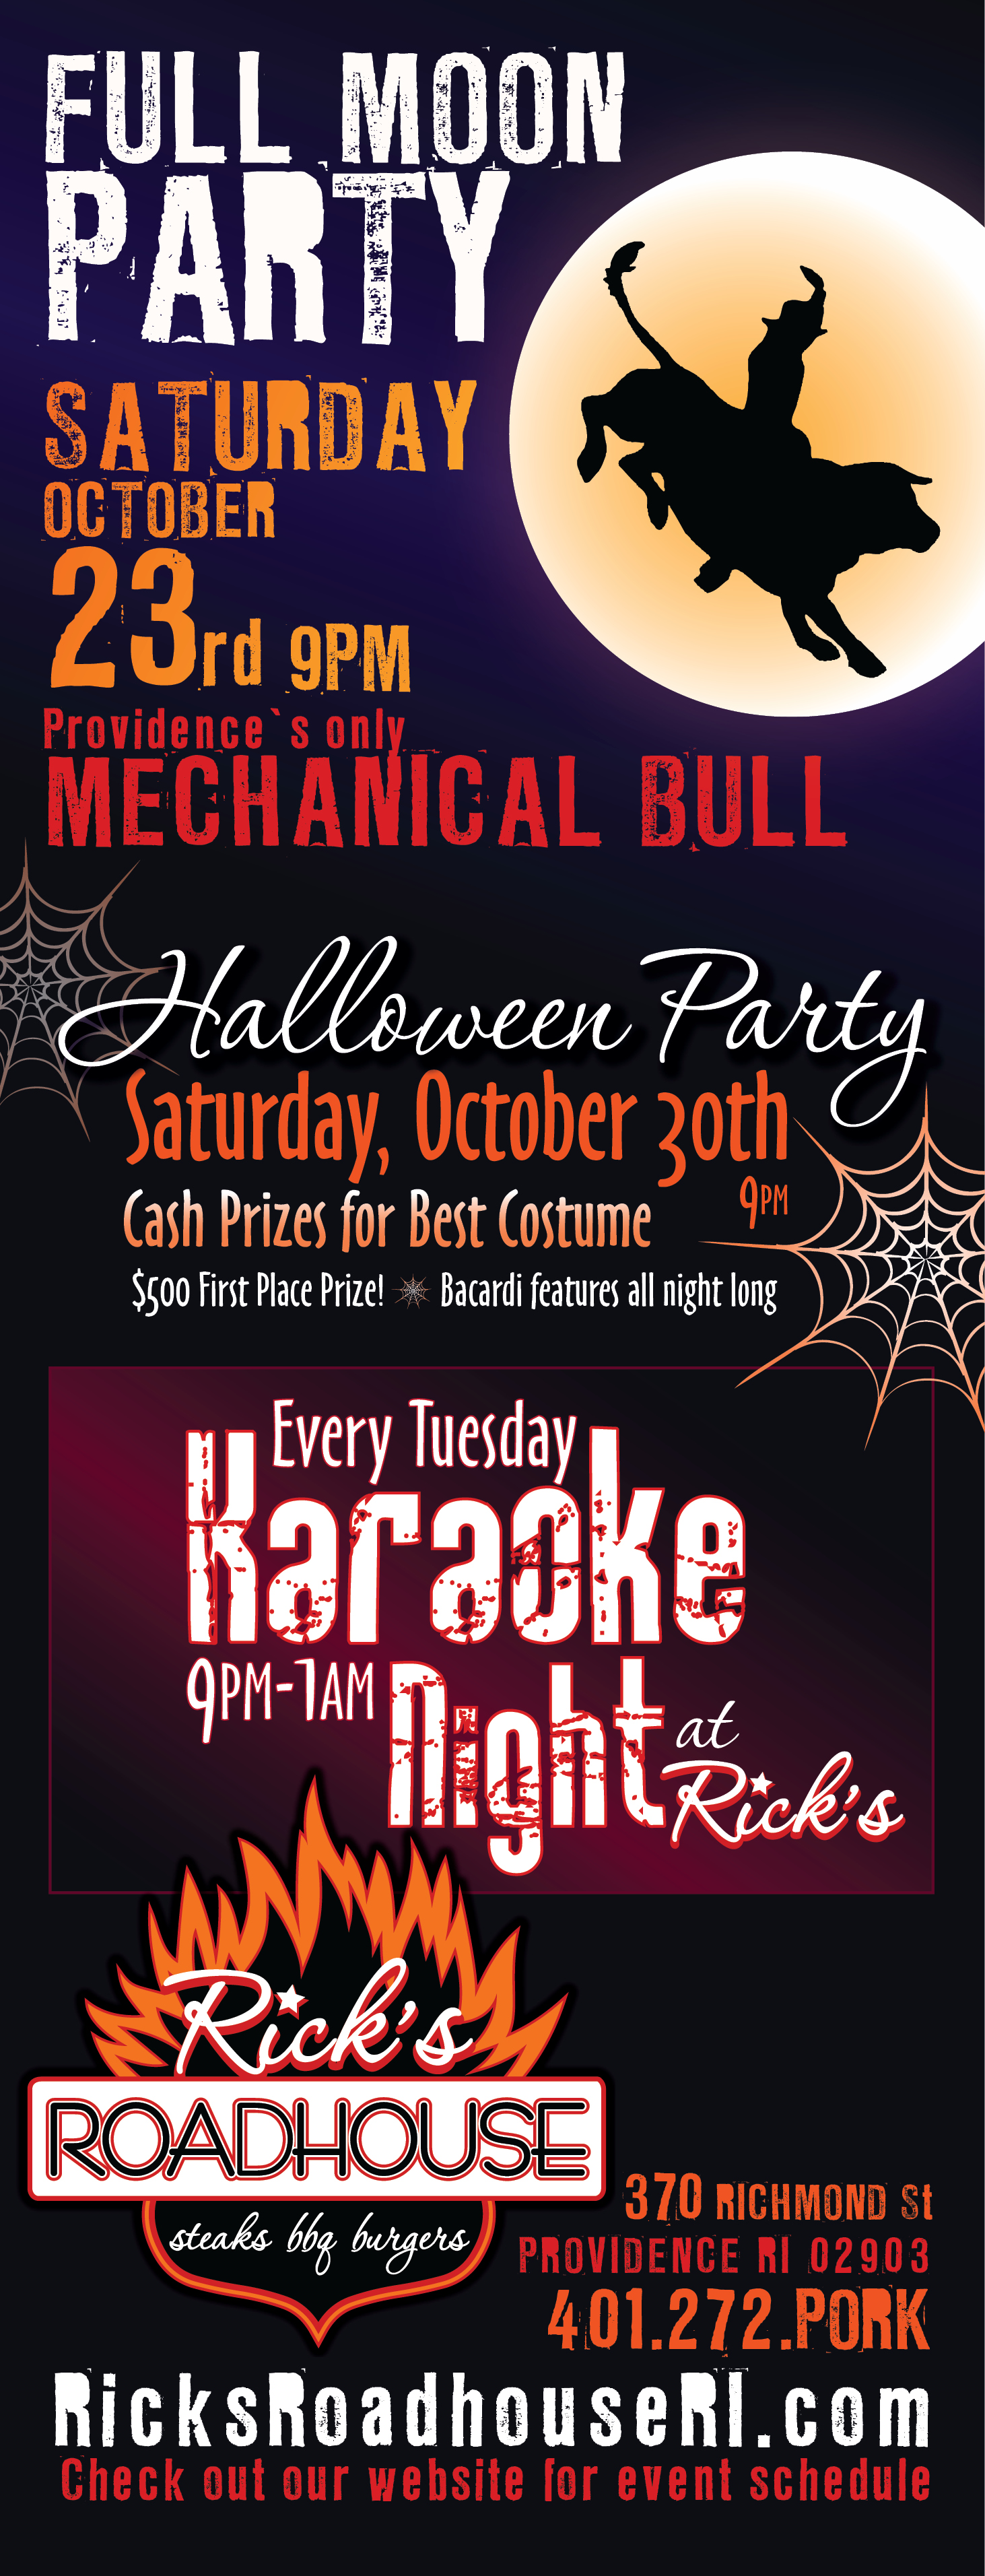 FULL MOON
PARTY
SATURDAY
OCTOBER
23rd 9PM
Providence`s only
MECHANICAL BULL
Halloween Party
Saturday, October 30th
9PM
Cash Prizes for Best Costume
$500 First Place Prize! Bacardi features all night long
Every Tuesday
Karaoke
9PM-1AM Night at
Rick's
Rick's
ROADHOUSE
steaks bbq burgers
370 RICHMOND St
PROVIDENCE RI 02903
401.272.PORK
RicksRoadhouseRI.com
Check out our website for event schedule